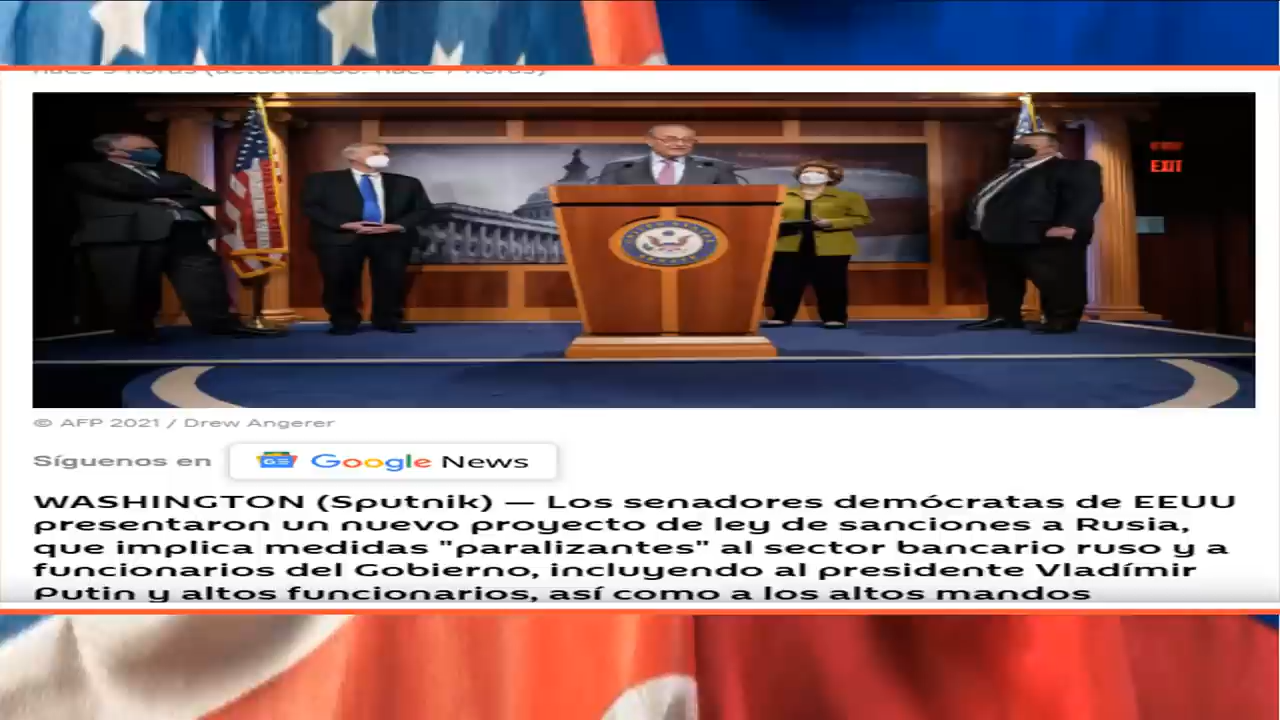 EXIT
© AFP 2021 / Drew Angerer
Síguenos en Google News
WASHINGTON (Sputnik) — Los senadores demócratas de EEUU
presentaron un nuevo proyecto de ley de sanciones a Rusia,
que implica medidas "paralizantes" al sector bancario ruso y a
funcionarios del Gobierno, incluyendo al presidente Vladímir
Putin y altos funcionarios, así como a los altos mandos